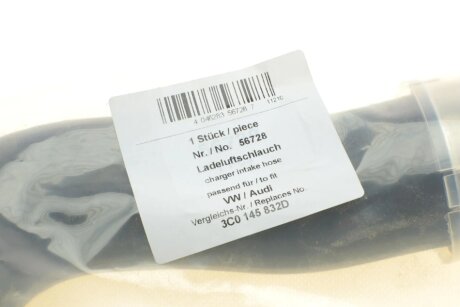 4 046283 56728 7
11210
1 Stück / piece
Nr. / No. 56728
Ladeluftschlauch
charger intake hose
passend für / to fit
VW / Audi
Vergleichs-Nr. / Replaces No.
3C0 145 832D